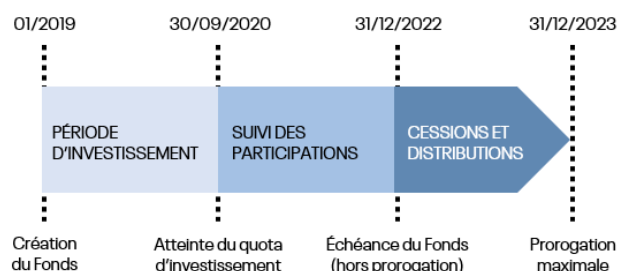 01/2019 30/09/2020 31/12/2022 31/12/2023
PÉRIODE
D'INVESTISSEMENT
SUIVI DES
PARTICIPATIONS
CESSIONS ET
DISTRIBUTIONS
Création
du Fonds
Atteinte du quota
d'investissement
Échéance du Fonds
(hors prorogation)
Prorogation
maximale